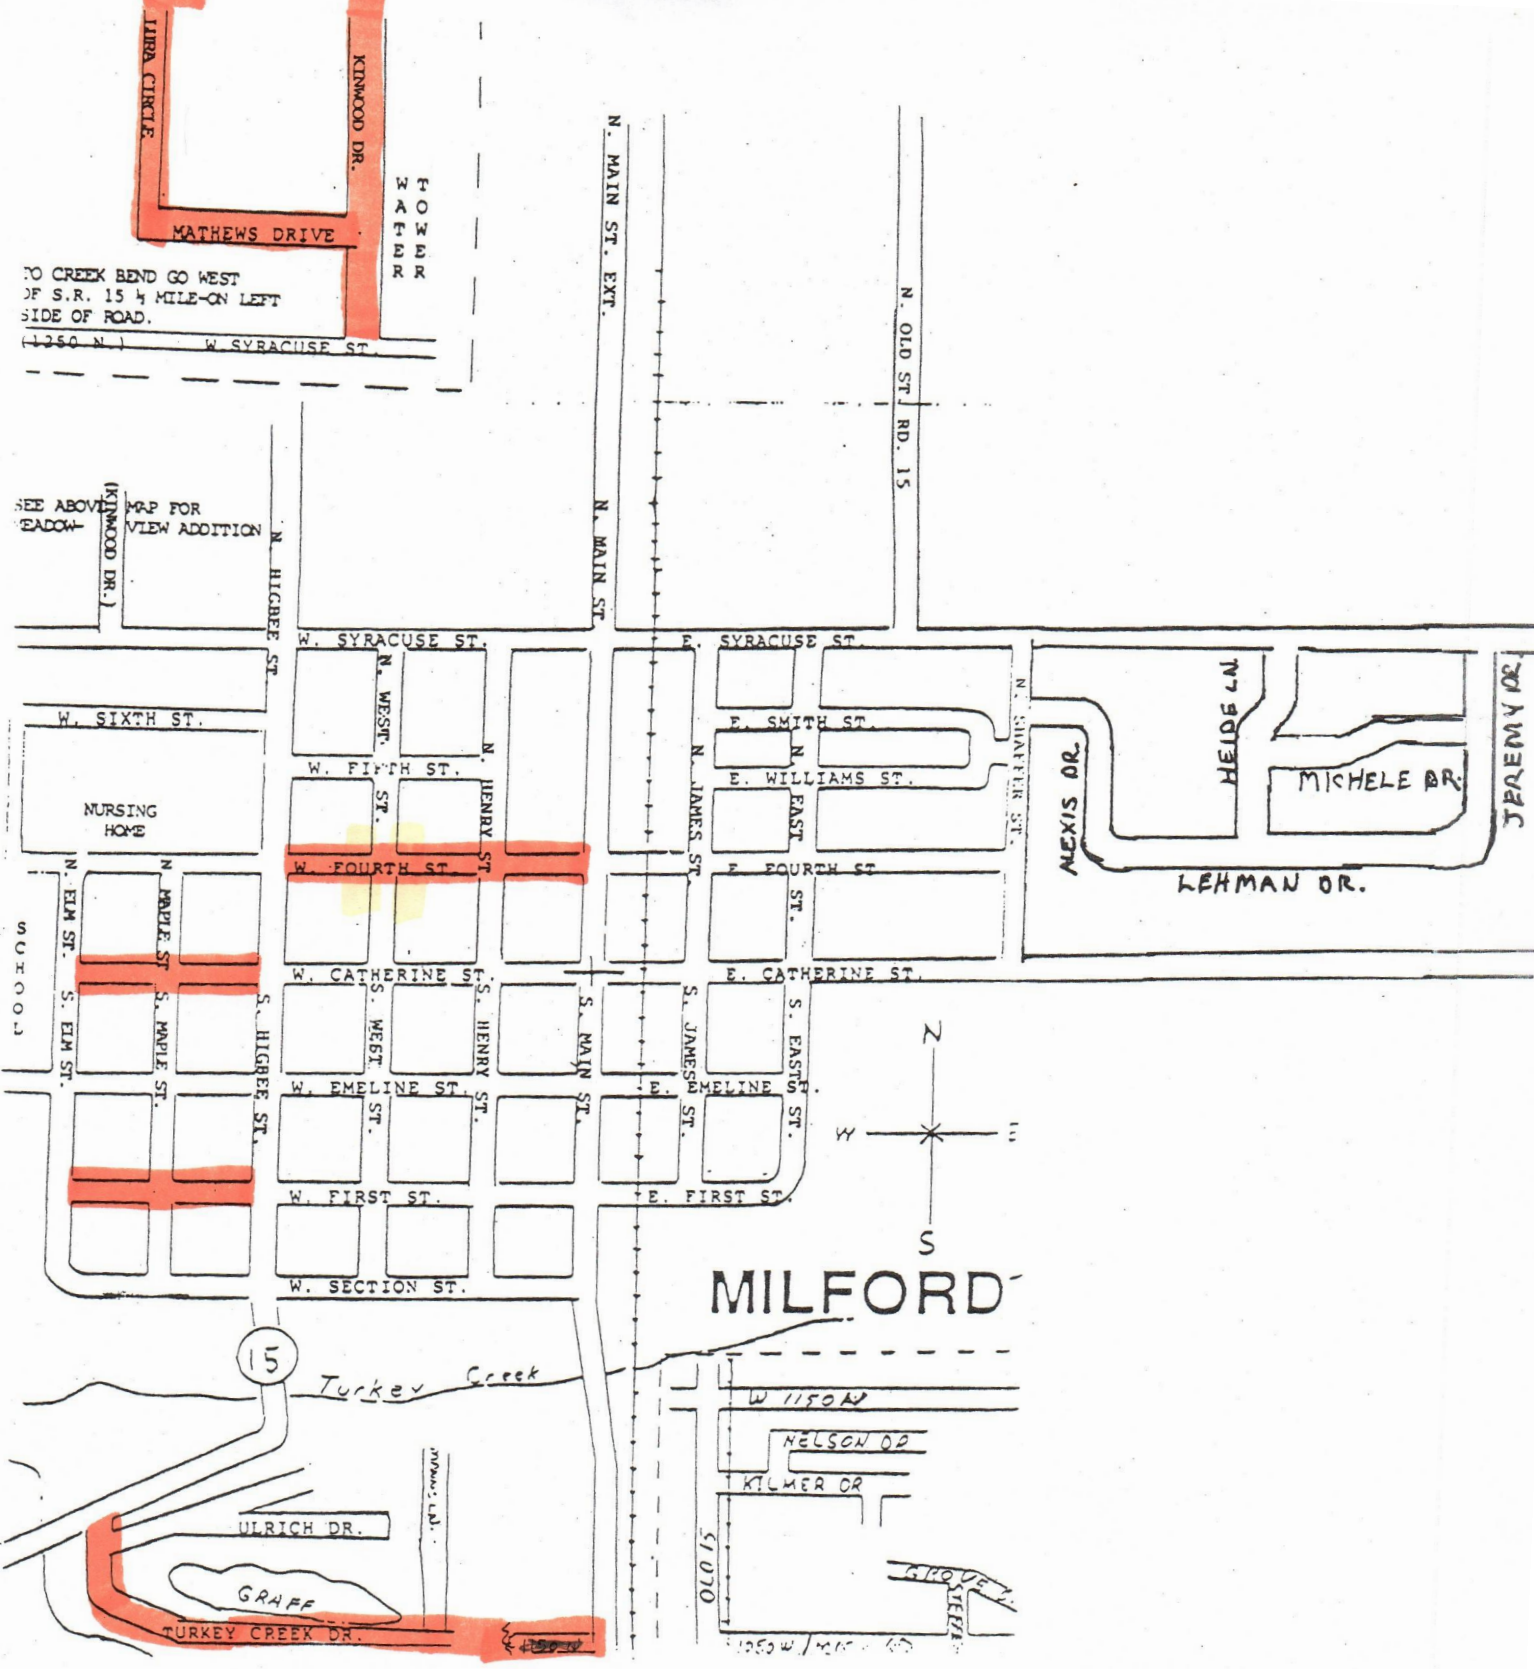 LURA CIRCLE
KINWOOD DR.
WATER
TOWER
MATHEWS DRIVE
TO CREEK BEND GO WEST
OF S.R. 15 ¼ MILE-ON LEFT
SIDE OF ROAD.
(1250 N.)
W. SYRACUSE ST.
N. MAIN ST. EXT.
N. OLD ST. RD. 15
SEE ABOVE MAP FOR
MEADOW- VIEW ADDITION
(KINWOOD DR.)
N. HIGBEE ST
N. MAIN ST
W. SYRACUSE ST.
E. SYRACUSE ST.
W. SIXTH ST.
N. WEST. ST.
E. SMITH ST.
N. SHAFFER ST.
HEIDE LN.
JEREMY DR.
W. FIFTH ST.
N. HENRY ST
N. JAMES ST.
E. WILLIAMS ST.
N EAST ST.
ALEXIS DR.
MICHELE DR.
NURSING
HOME
W. FOURTH ST.
E. FOURTH ST
LEHMAN DR.
SCHOOL
N. ELM ST.
N MAPLE ST
W. CATHERINE ST.
E. CATHERINE ST.
S. ELM ST.
S. MAPLE ST.
S. HIGBEE ST.
S. WEST ST.
S. HENRY ST.
S. MAIN ST.
S. JAMES ST.
S. EAST ST.
W. EMELINE ST.
E. EMELINE ST.
N
W
E
S
W. FIRST ST.
E. FIRST ST.
W. SECTION ST.
MILFORD
15
Turkey Creek
W 1150 N
NELSON DR
KILMER DR
OLD 15
ULRICH DR.
GRAFF
TURKEY CREEK DR.
GROVE